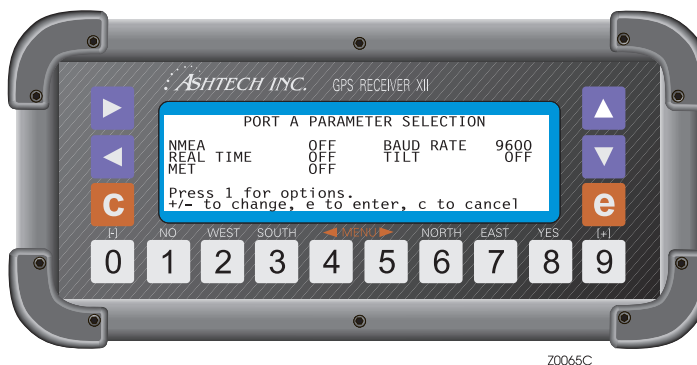 ASHTECH INC. GPS RECEIVER XII
PORT A PARAMETER SELECTION
NMEA OFF BAUD RATE 9600
REAL TIME OFF TILT OFF
MET OFF
Press 1 for options.
+/- to change, e to enter, c to cancel
c e
[-] NO WEST SOUTH MENU NORTH EAST YES [+]
0 1 2 3 4 5 6 7 8 9
Z0065C